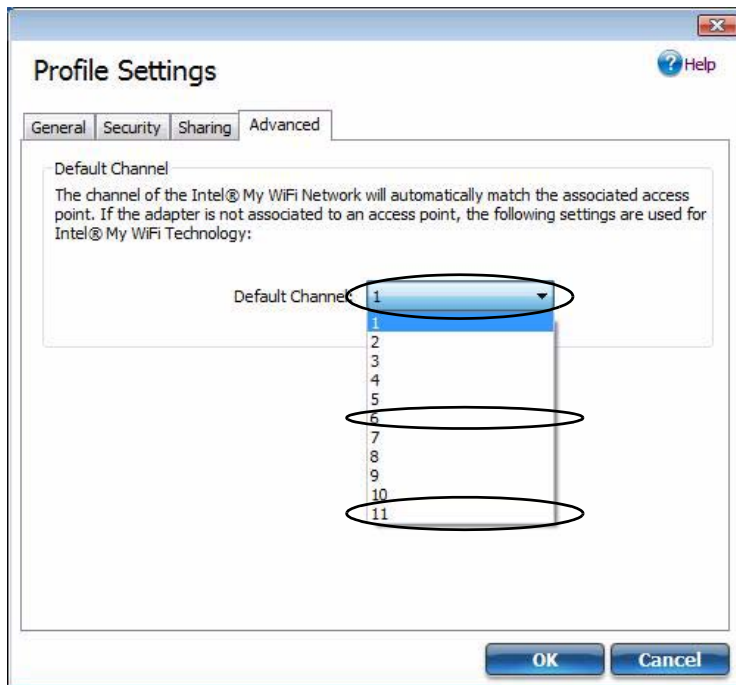 Profile Settings
Help
General Security Sharing Advanced
Default Channel
The channel of the Intel® My WiFi Network will automatically match the associated access
point. If the adapter is not associated to an access point, the following settings are used for
Intel® My WiFi Technology:
Default Channel: 1
1
2
3
4
5
6
7
8
9
10
11
OK Cancel